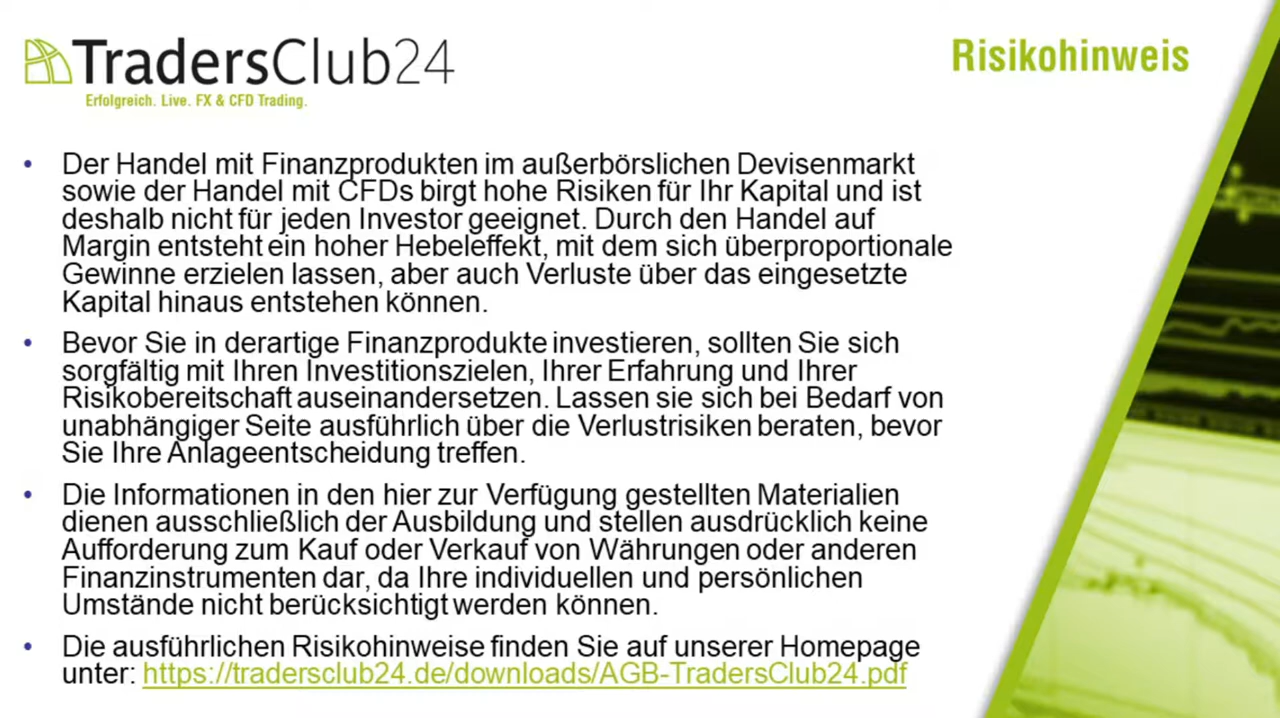 TradersClub24
Erfolgreich. Live. FX & CFD Trading.
Risikohinweis
• Der Handel mit Finanzprodukten im außerbörslichen Devisenmarkt
sowie der Handel mit CFDs birgt hohe Risiken für Ihr Kapital und ist
deshalb nicht für jeden Investor geeignet. Durch den Handel auf
Margin entsteht ein hoher Hebeleffekt, mit dem sich überproportionale
Gewinne erzielen lassen, aber auch Verluste über das eingesetzte
Kapital hinaus entstehen können.
• Bevor Sie in derartige Finanzprodukte investieren, sollten Sie sich
sorgfältig mit Ihren Investitionszielen, Ihrer Erfahrung und Ihrer
Risikobereitschaft auseinandersetzen. Lassen sie sich bei Bedarf von
unabhängiger Seite ausführlich über die Verlustrisiken beraten, bevor
Sie Ihre Anlageentscheidung treffen.
• Die Informationen in den hier zur Verfügung gestellten Materialien
dienen ausschließlich der Ausbildung und stellen ausdrücklich keine
Aufforderung zum Kauf oder Verkauf von Währungen oder anderen
Finanzinstrumenten dar, da Ihre individuellen und persönlichen
Umstände nicht berücksichtigt werden können.
• Die ausführlichen Risikohinweise finden Sie auf unserer Homepage
unter: https://tradersclub24.de/downloads/AGB-TradersClub24.pdf